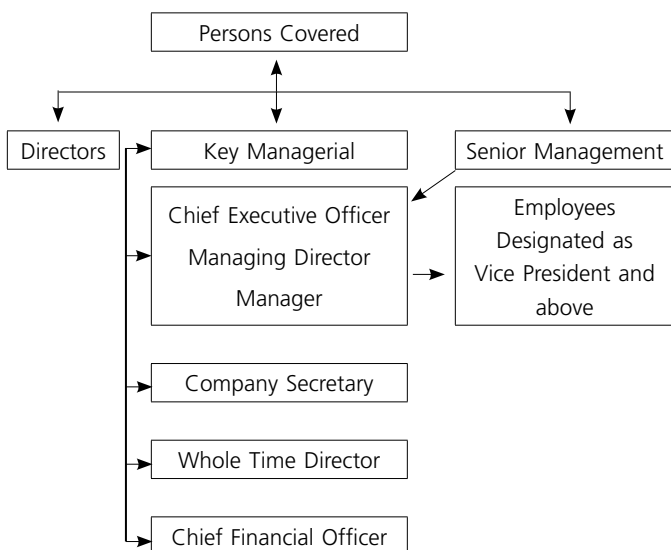 Persons Covered
Directors
Key Managerial
Senior Management
Chief Executive Officer
Managing Director
Manager
Employees
Designated as
Vice President and
above
Company Secretary
Whole Time Director
Chief Financial Officer